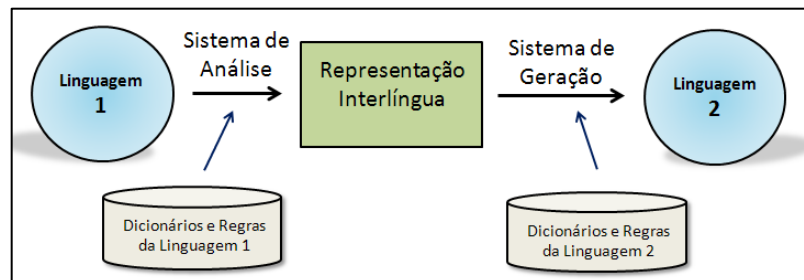 Linguagem
1
Sistema de
Análise
Representação
Interlíngua
Sistema de
Geração
Linguagem
2
Dicionários e Regras
da Linguagem 1
Dicionários e Regras
da Linguagem 2